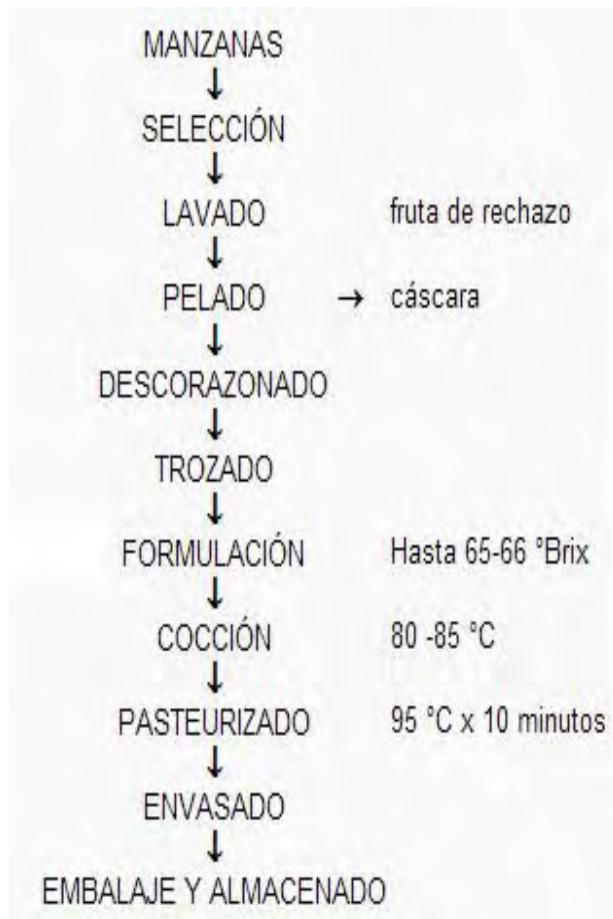 MANZANAS
↓
SELECCIÓN
↓
LAVADO fruta de rechazo
↓
PELADO → cáscara
↓
DESCORAZONADO
↓
TROZADO
↓
FORMULACIÓN Hasta 65-66 °Brix
↓
COCCIÓN 80 -85 °C
↓
PASTEURIZADO 95 °C x 10 minutos
↓
ENVASADO
↓
EMBALAJE Y ALMACENADO